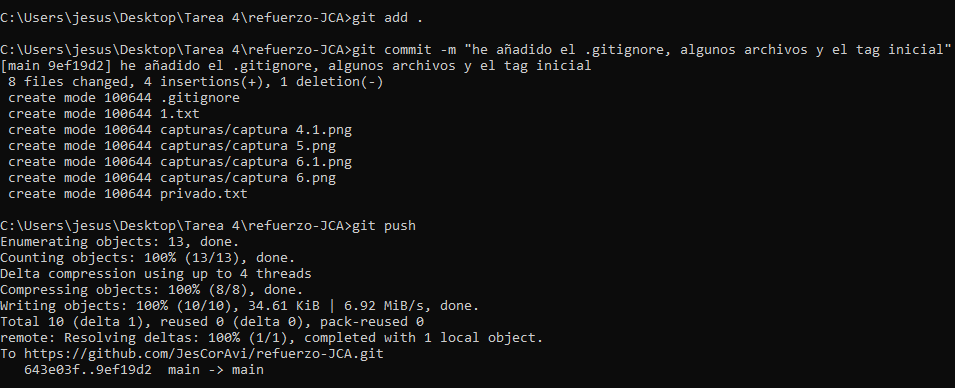 C:\Users\jesus\Desktop\Tarea 4\refuerzo-JCA>git add .
C:\Users\jesus\Desktop\Tarea 4\refuerzo-JCA>git commit -m "he añadido el .gitignore, algunos archivos y el tag inicial"
[main 9ef19d2] he añadido el .gitignore, algunos archivos y el tag inicial
8 files changed, 4 insertions(+), 1 deletion(-)
create mode 100644 .gitignore
create mode 100644 1.txt
create mode 100644 capturas/captura 4.1.png
create mode 100644 capturas/captura 5.png
create mode 100644 capturas/captura 6.1.png
create mode 100644 capturas/captura 6.png
create mode 100644 privado.txt
C:\Users\jesus\Desktop\Tarea 4\refuerzo-JCA>git push
Enumerating objects: 13, done.
Counting objects: 100% (13/13), done.
Delta compression using up to 4 threads
Compressing objects: 100% (8/8), done.
Writing objects: 100% (10/10), 34.61 KiB | 6.92 MiB/s, done.
Total 10 (delta 1), reused 0 (delta 0), pack-reused 0
remote: Resolving deltas: 100% (1/1), completed with 1 local object.
To https://github.com/JesCorAvi/refuerzo-JCA.git
643e03f..9ef19d2  main -> main